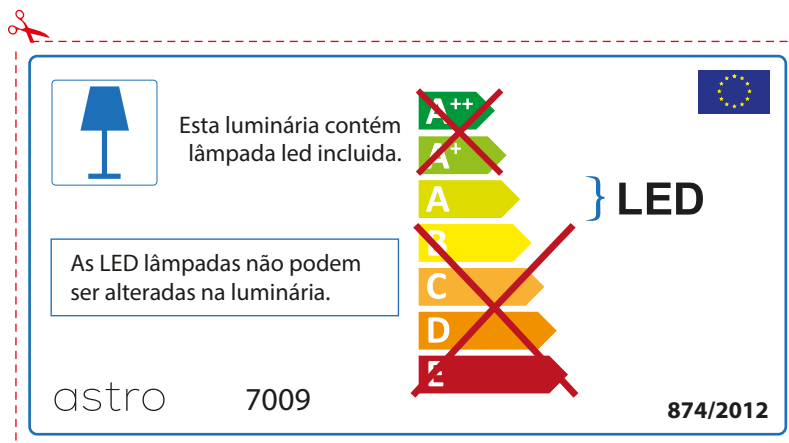 Esta luminária contém
lâmpada led incluida.
As LED lâmpadas não podem
ser alteradas na luminária.
A++
A+
A
B
C
D
E
LED
astro
7009
874/2012